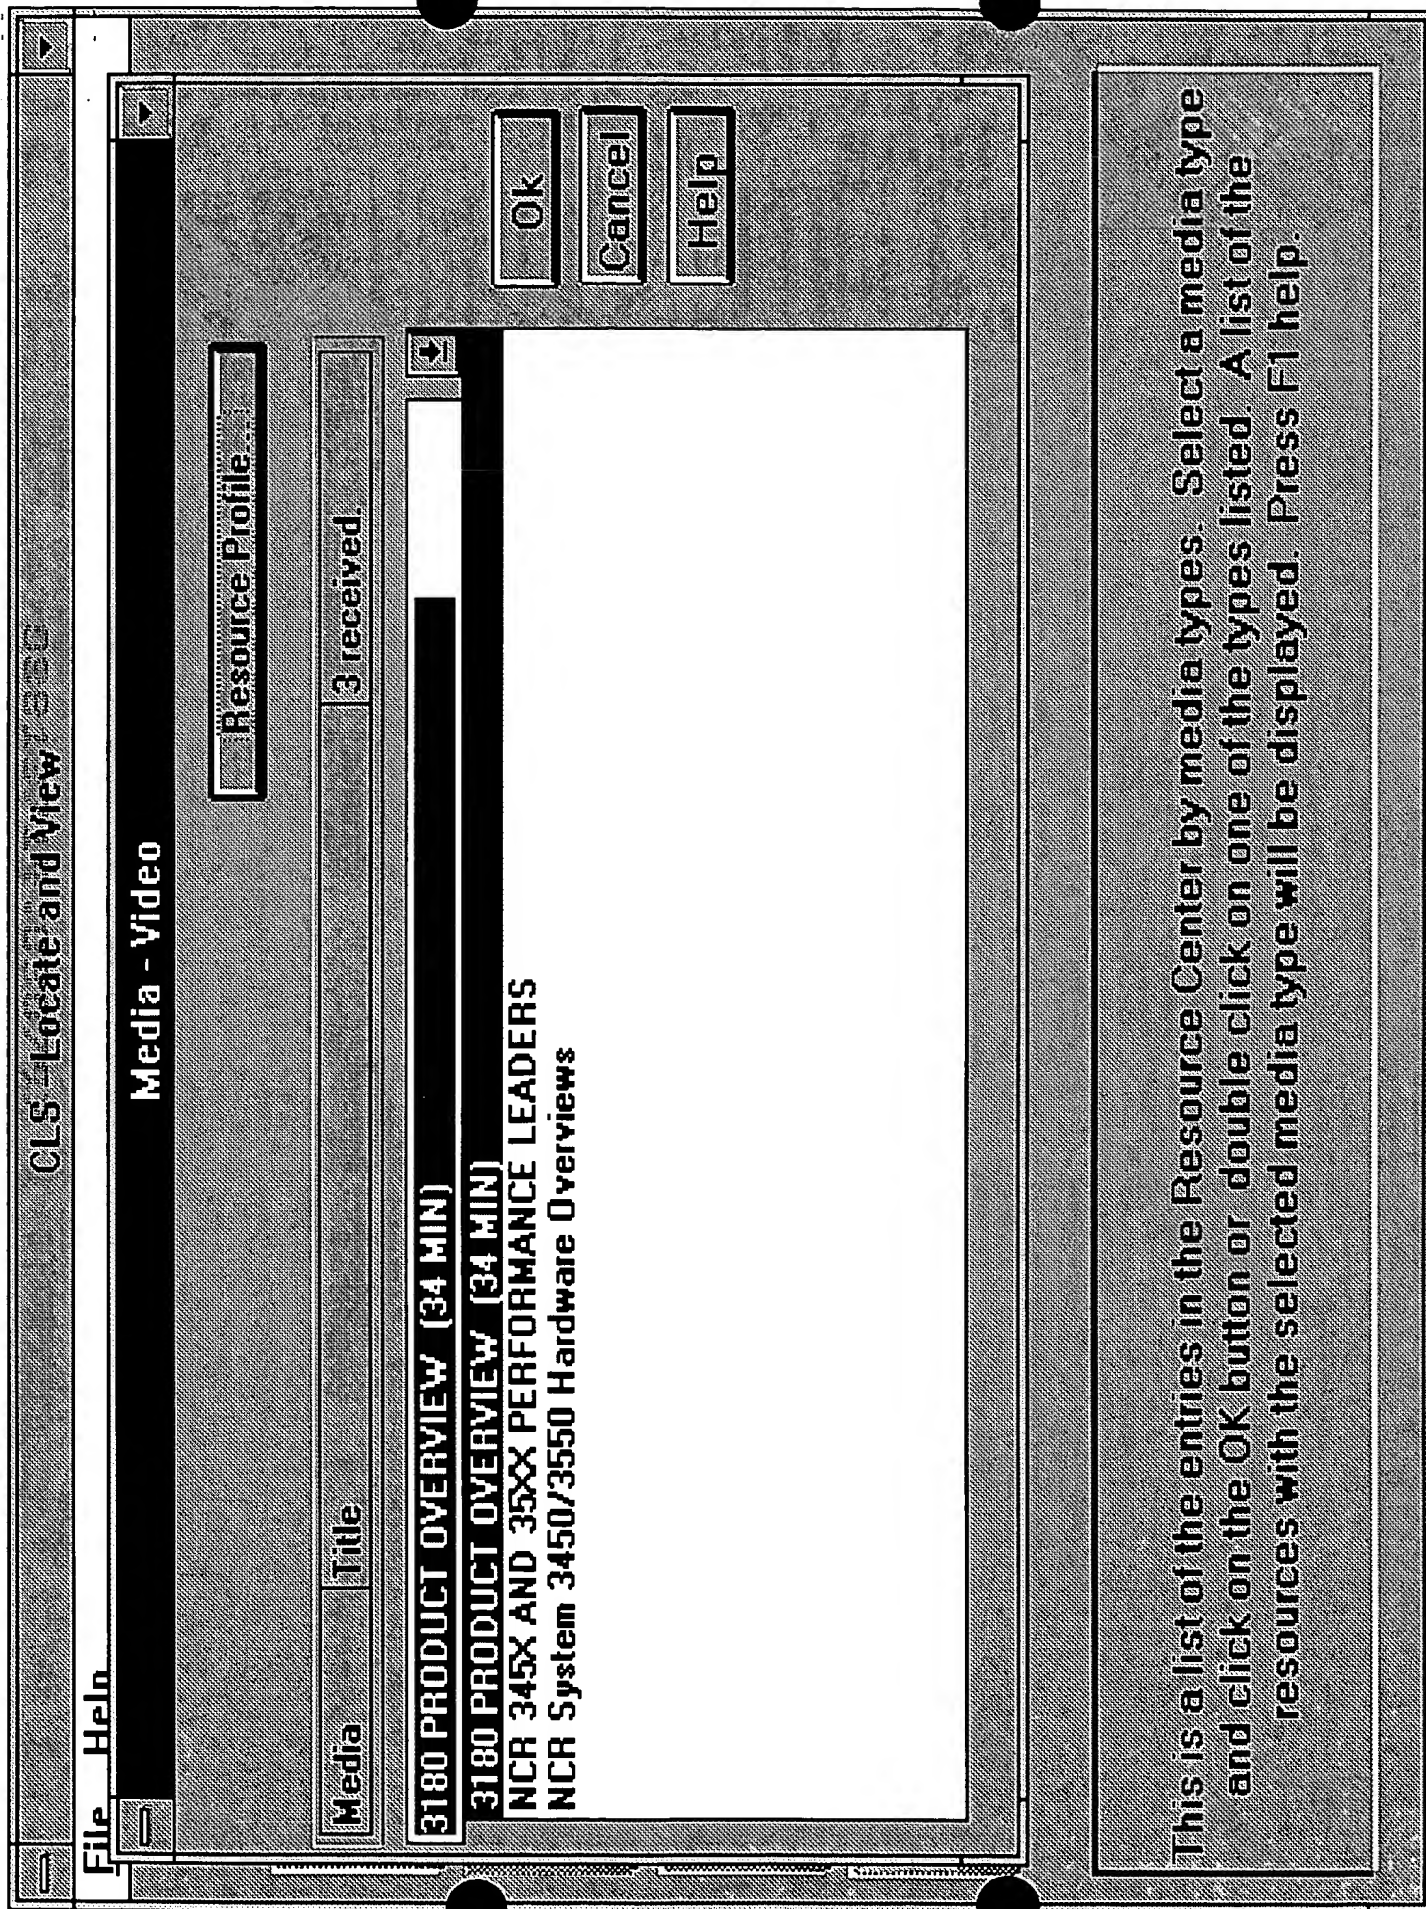 CLS - Locate and View
File Help
Media - Video
Resource Profile...
Media Title 3 received.
3180 PRODUCT OVERVIEW (34 MIN)
3180 PRODUCT OVERVIEW (34 MIN)
NCR 345X AND 35XX PERFORMANCE LEADERS
NCR System 3450/3550 Hardware Overviews
Ok
Cancel
Help
This is a list of the entries in the Resource Center by media types. Select a media type
and click on the OK button or double click on one of the types listed. A list of the
resources with the selected media type will be displayed. Press F1 help.